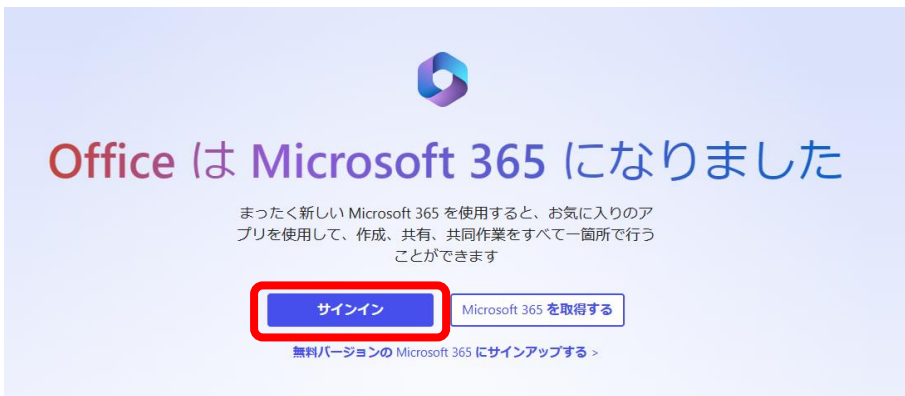 Office は Microsoft 365 になりました
まったく新しい Microsoft 365 を使用すると、お気に入りのア
プリを使用して、作成、共有、共同作業をすべて一箇所で行う
ことができます
サインイン
Microsoft 365 を取得する
無料バージョンの Microsoft 365 にサインアップする >